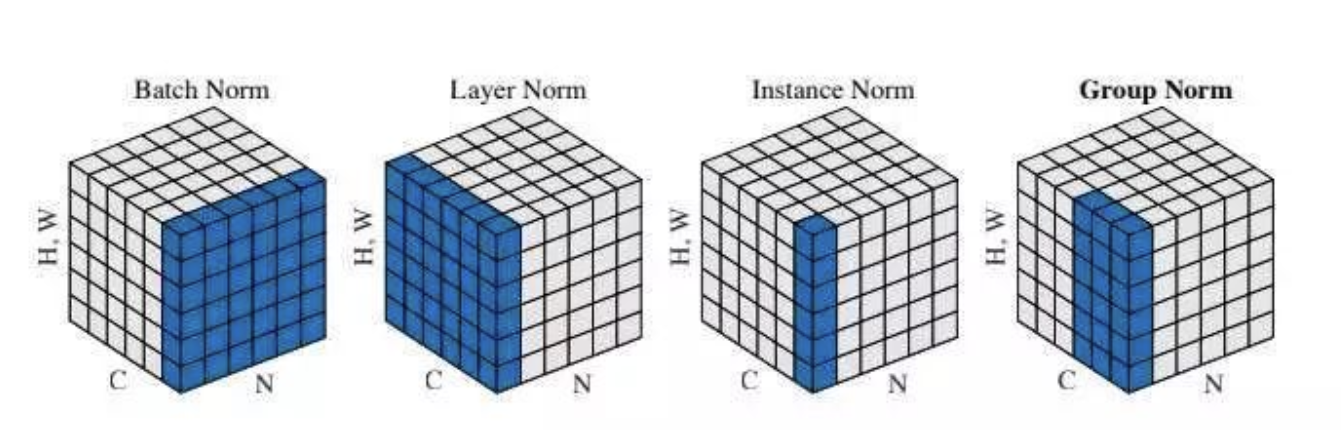 Batch Norm
Layer Norm
Instance Norm
Group Norm
H, W
C
N
H, W
C
N
H, W
C
N
H, W
C
N